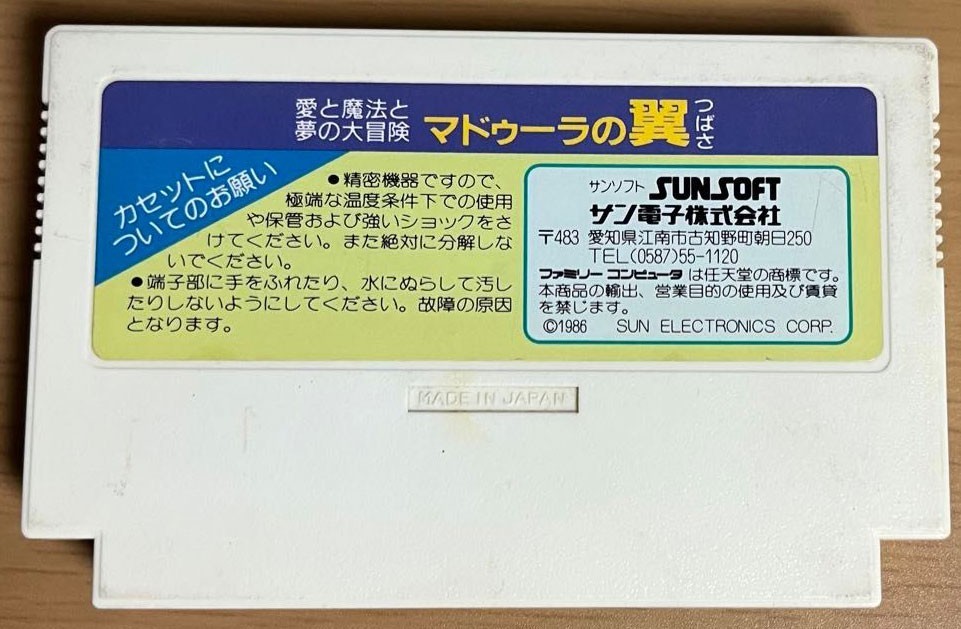 愛と魔法と
夢の大冒険
マドゥーラの翼
つばさ
カセットに
ついてのお願い
●精密機器ですので、
極端な温度条件下での使用
や保管および強いショックをさ
けてください。また絶対に分解しな
いでください。
●端子部に手をふれたり、水にぬらして汚し
たりしないようにしてください。故障の原因
となります。
サンソフト SUNSOFT
サン電子株式会社
〒483 愛知県江南市古知野町朝日250
TEL(0587)55-1120
ファミリー コンピュータ は任天堂の商標です。
本商品の輸出、営業目的の使用及び賃貸
を禁じます。
©1986 SUN ELECTRONICS CORP.
MADE IN JAPAN